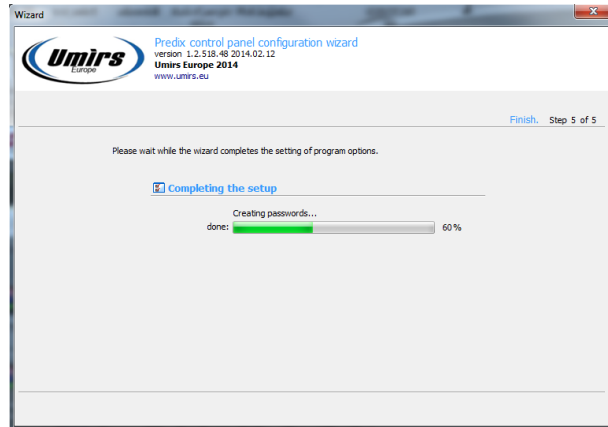 Wizard
Umirs
Europe
Predix control panel configuration wizard
version 1.2.518.48 2014.02.12
Umirs Europe 2014
www.umirs.eu
Finish. Step 5 of 5
Please wait while the wizard completes the setting of program options.
Completing the setup
Creating passwords...
done: 60%